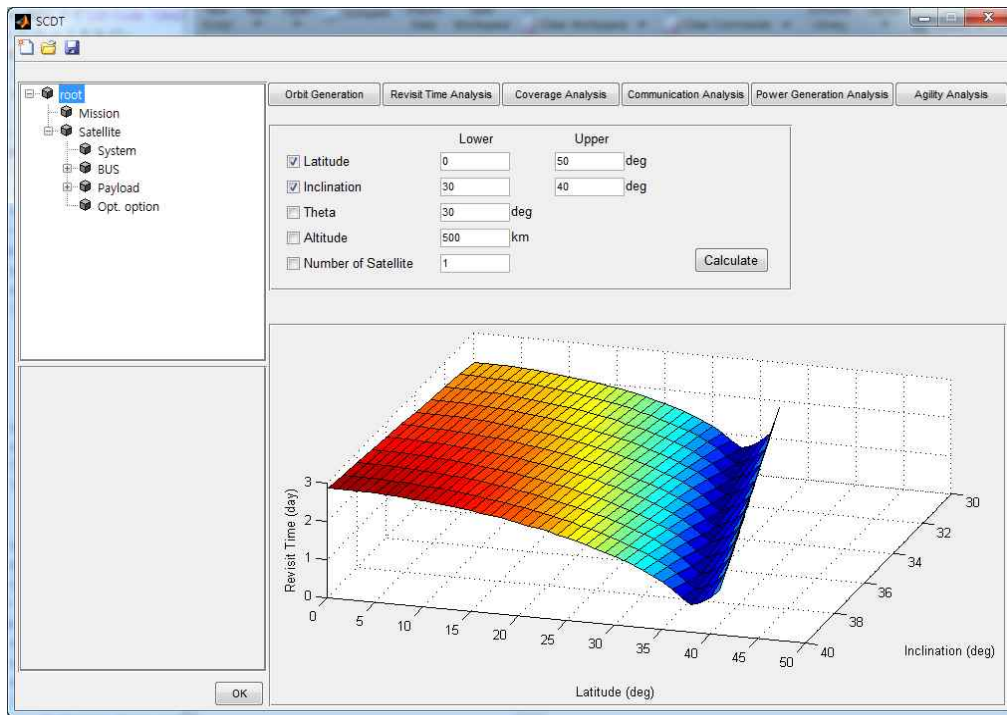 SCDT
root
Mission
Satellite
System
BUS
Payload
Opt. option
OK
Orbit Generation
Revisit Time Analysis
Coverage Analysis
Communication Analysis
Power Generation Analysis
Agility Analysis
Lower Upper
Latitude 0 50 deg
Inclination 30 40 deg
Theta 30 deg
Altitude 500 km
Number of Satellite 1
Calculate
Revisit Time (day)
3
2
1
0
0 5 10 15 20 25 30 35 40 45 50
Latitude (deg)
30
32
34
36
38
40
Inclination (deg)